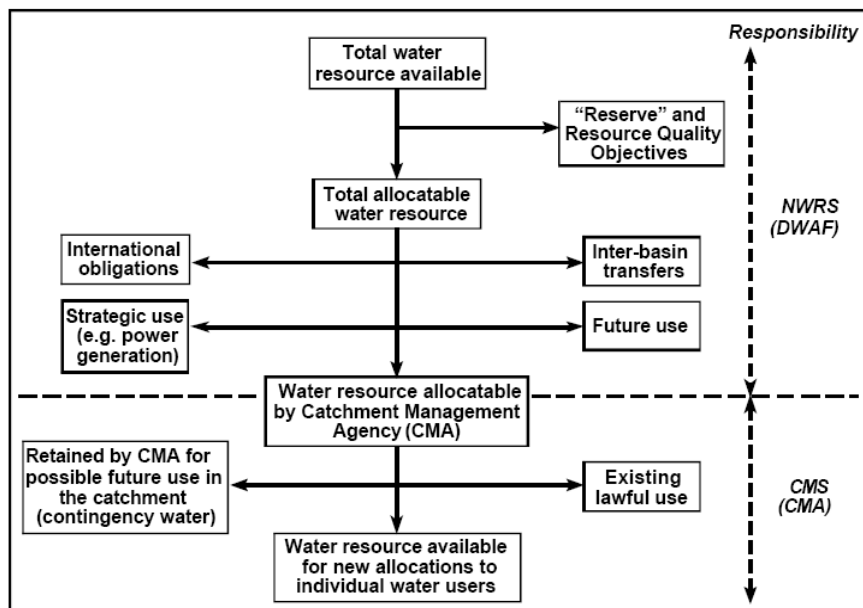 Responsibility
Total water
resource available
“Reserve” and
Resource Quality
Objectives
Total allocatable
water resource
NWRS
(DWAF)
International
obligations
Inter-basin
transfers
Strategic use
(e.g. power
generation)
Future use
Water resource allocatable
by Catchment Management
Agency (CMA)
Retained by CMA for
possible future use in
the catchment
(contingency water)
Existing
lawful use
CMS
(CMA)
Water resource available
for new allocations to
individual water users